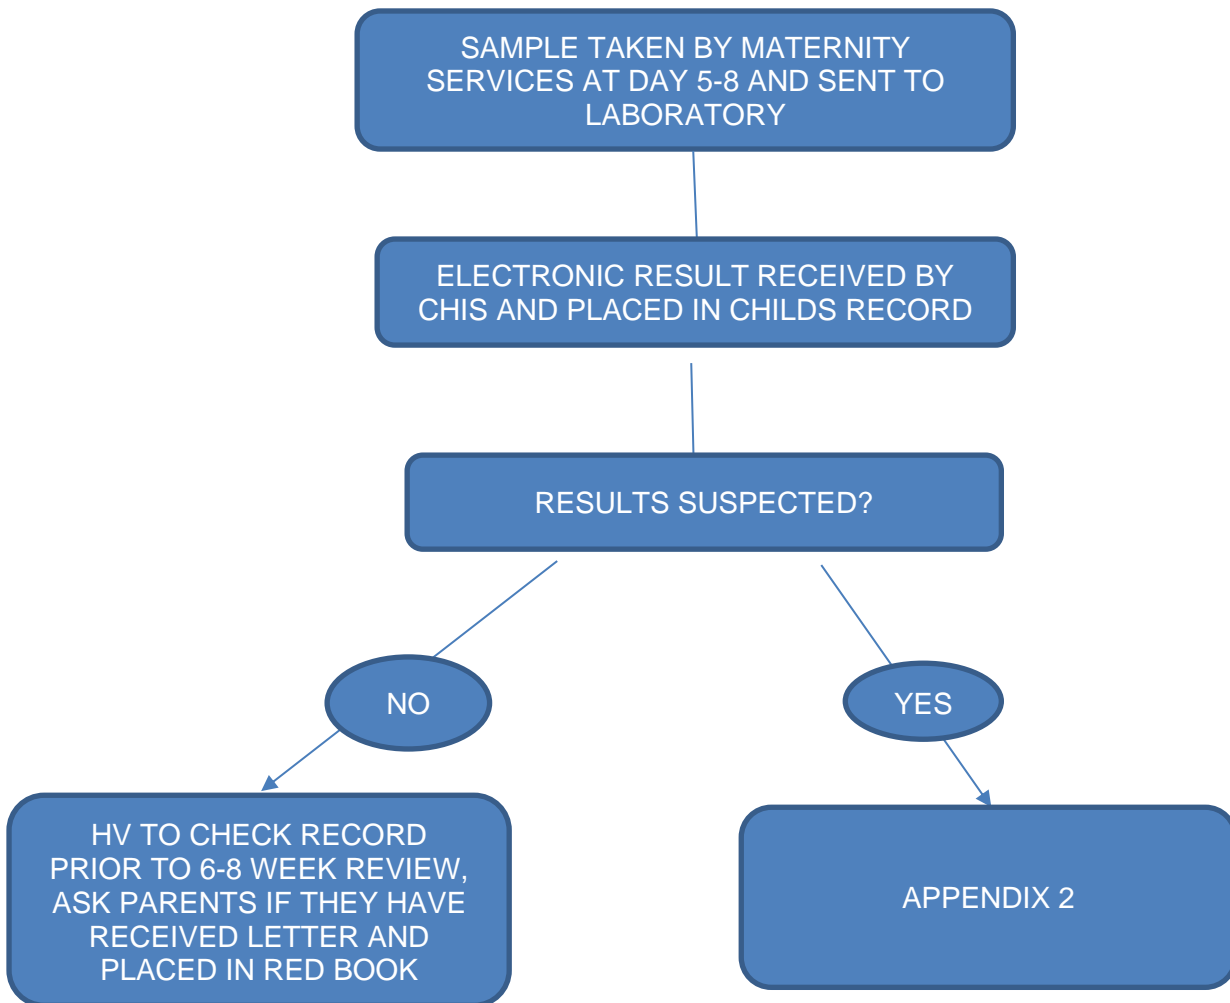 SAMPLE TAKEN BY MATERNITY
SERVICES AT DAY 5-8 AND SENT TO
LABORATORY
ELECTRONIC RESULT RECEIVED BY
CHIS AND PLACED IN CHILDS RECORD
RESULTS SUSPECTED?
NO
YES
HV TO CHECK RECORD
PRIOR TO 6-8 WEEK REVIEW,
ASK PARENTS IF THEY HAVE
RECEIVED LETTER AND
PLACED IN RED BOOK
APPENDIX 2